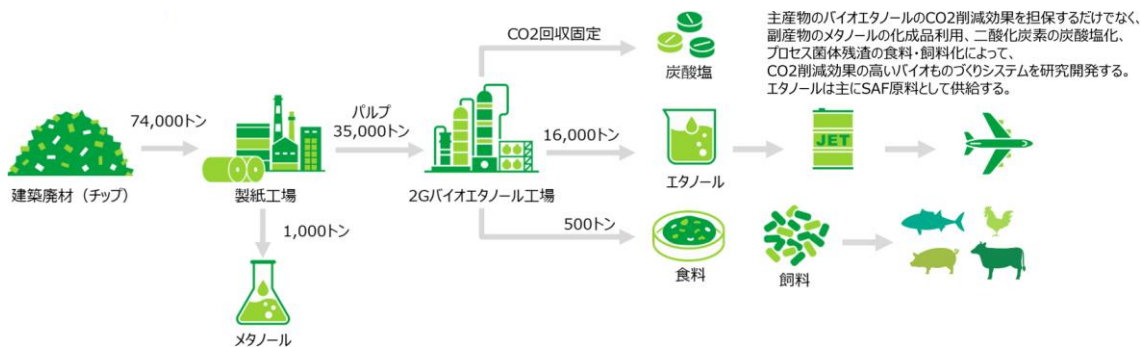 主産物のバイオエタノールのCO2削減効果を担保するだけでなく、
副産物のメタノールの化成品利用、二酸化炭素の炭酸塩化、
プロセス菌体残渣の食料・飼料化によって、
CO2削減効果の高いバイオものづくりシステムを研究開発する。
エタノールは主にSAF原料として供給する。
CO2回収固定
炭酸塩
74,000トン
パルプ
35,000トン
16,000トン
JET
建築廃材（チップ）
製紙工場
2Gバイオエタノール工場
エタノール
1,000トン
500トン
食料
飼料
メタノール